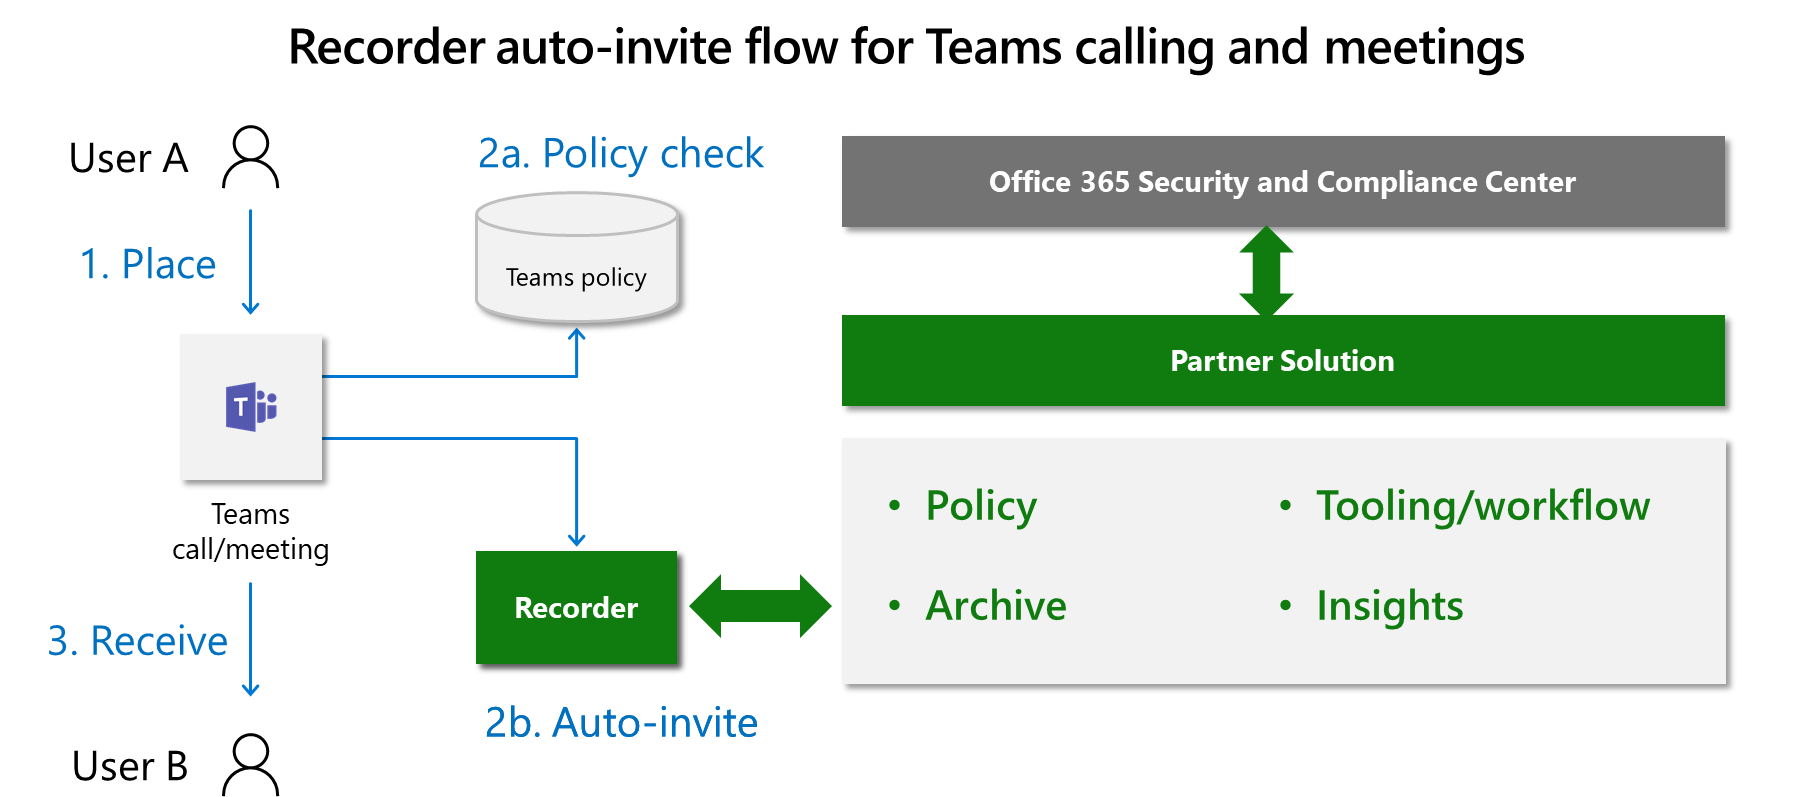 Recorder auto-invite flow for Teams calling and meetings
User A
1. Place
2a. Policy check
Teams policy
T
Teams
call/meeting
3. Receive
User B
Recorder
2b. Auto-invite
Office 365 Security and Compliance Center
Partner Solution
• Policy
• Tooling/workflow
• Archive
• Insights